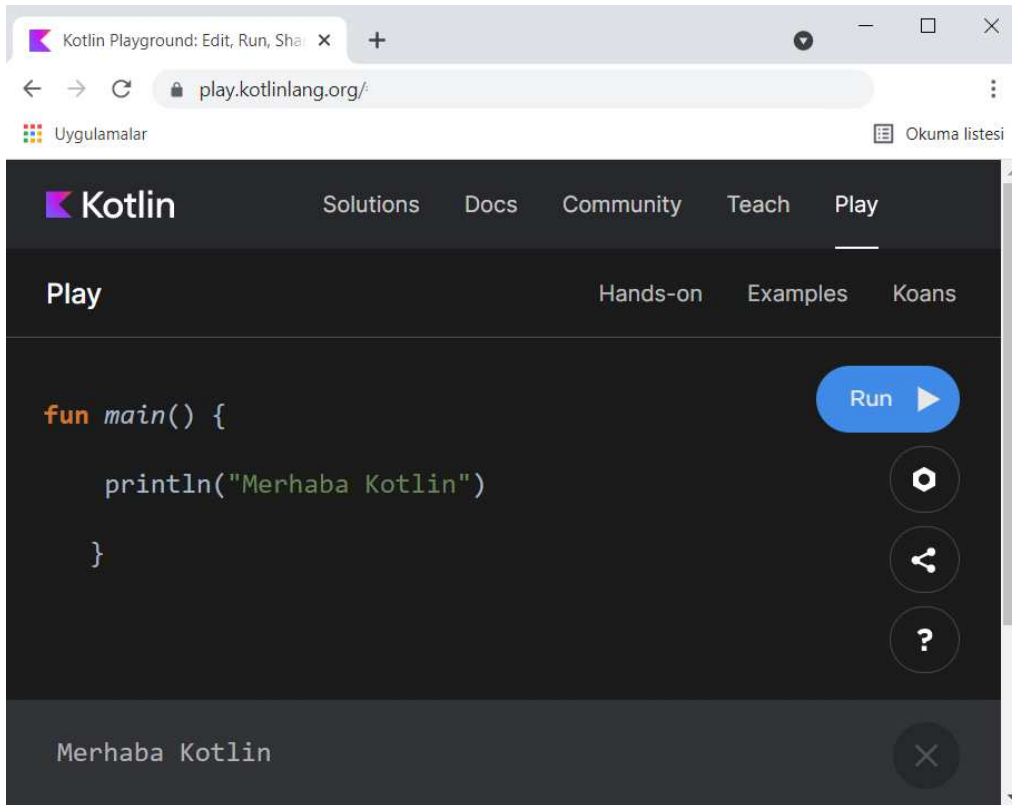 Kotlin Playground: Edit, Run, Sha
play.kotlinlang.org/
Uygulamalar
Okuma listesi
Kotlin Solutions Docs Community Teach Play
Play Hands-on Examples Koans
Run
fun main() {
println("Merhaba Kotlin")
}
?
Merhaba Kotlin